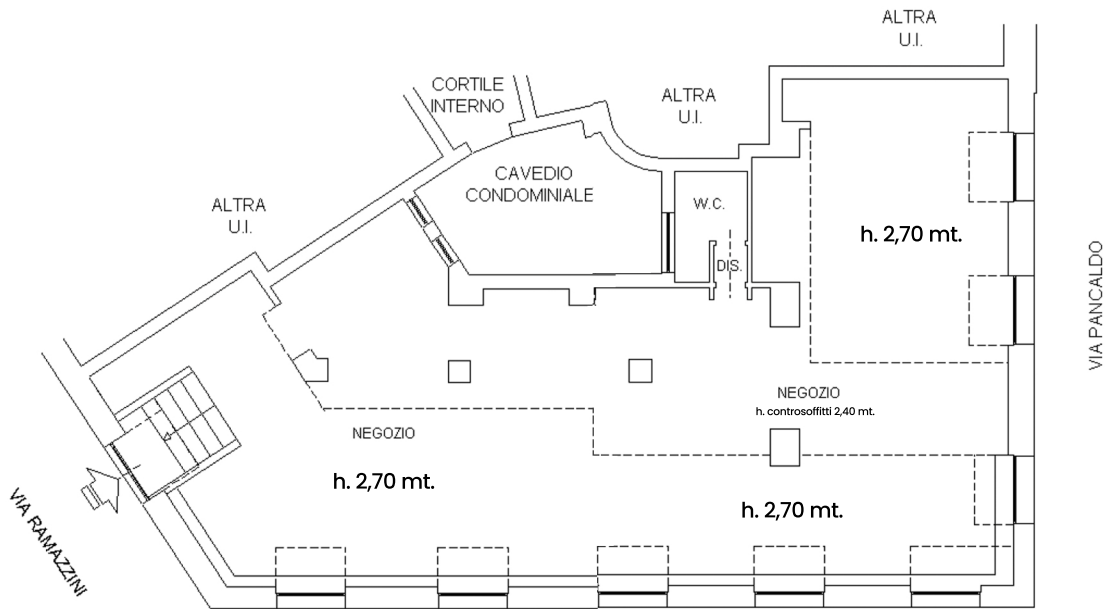 ALTRA
U.I.
CORTILE
INTERNO
ALTRA
U.I.
CAVEDIO
CONDOMINIALE
ALTRA
U.I.
W.C.
DIS.
h. 2,70 mt.
VIA PANCALDO
NEGOZIO
h. controsoffitti 2,40 mt.
NEGOZIO
h. 2,70 mt.
h. 2,70 mt.
VIA RAMAZZINI